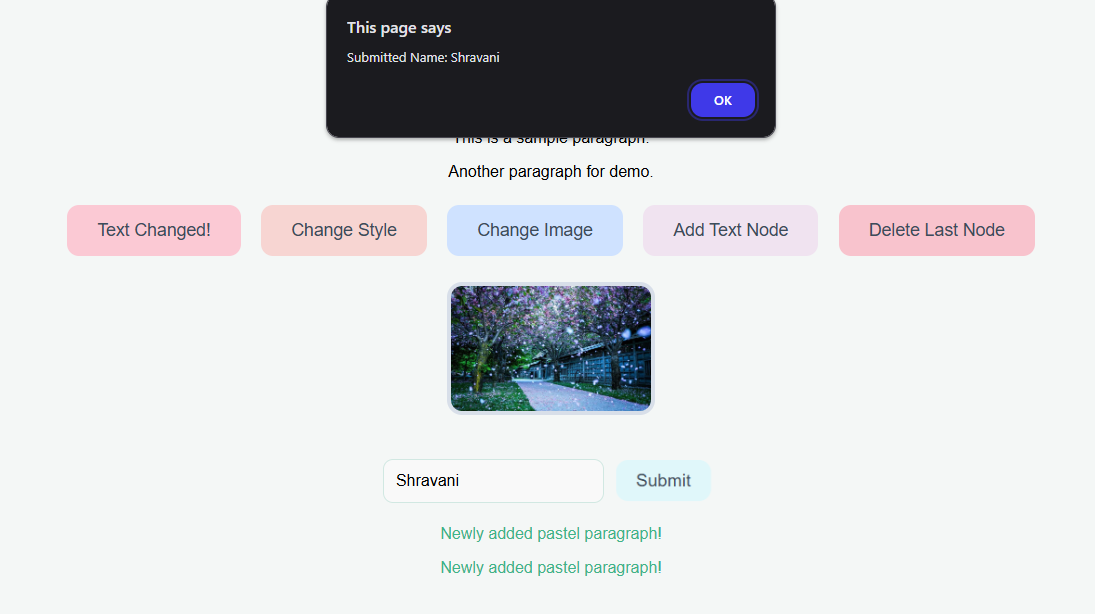 This page says
Submitted Name: Shravani
OK
This is a sample paragraph.
Another paragraph for demo.
Text Changed!
Change Style
Change Image
Add Text Node
Delete Last Node
Shravani
Submit
Newly added pastel paragraph!
Newly added pastel paragraph!